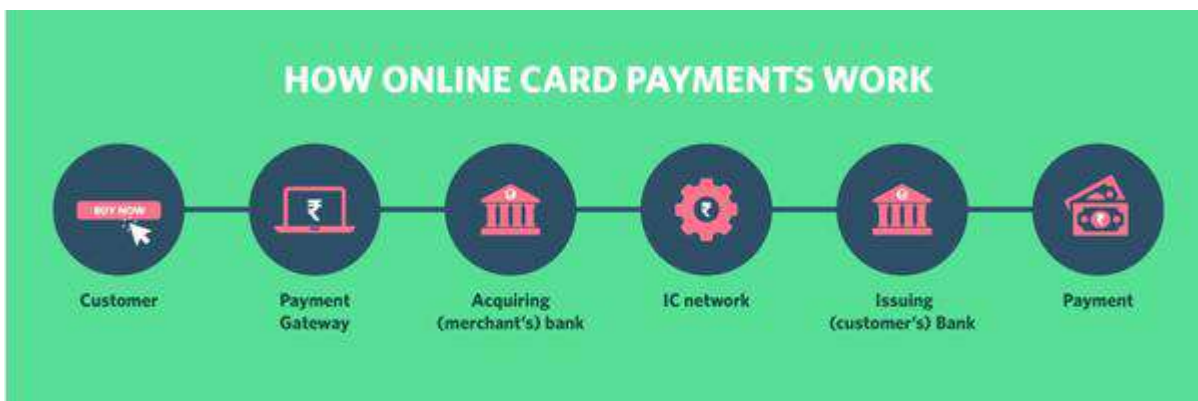 HOW ONLINE CARD PAYMENTS WORK
BUY NOW
₹
₹
₹
Customer
Payment
Gateway
Acquiring
(merchant's) bank
IC network
Issuing
(customer's) Bank
Payment